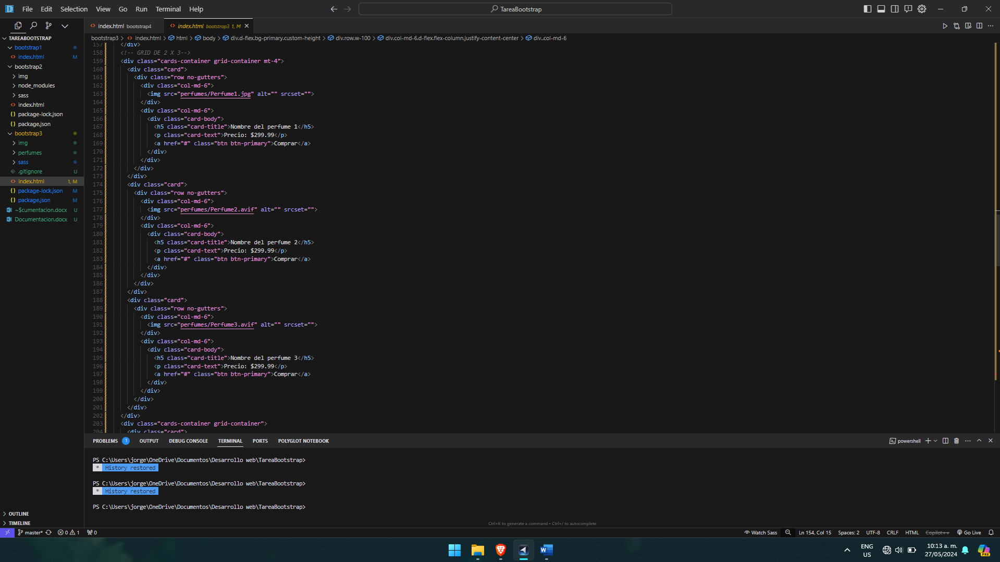 File Edit Selection View Go Run Terminal Help
TareaBootstrap
index.html bootstrap4
index.html bootstrap3 1, M
TAREABOOTSTRAP
bootstrap1
index.html M
bootstrap2
img
node_modules
sass
index.html
package-lock.json
package.json
bootstrap3
img
perfumes
sass
.gitignore U
index.html 1, M
package-lock.json M
package.json M
~$cumentacion.docx U
Documentacion.docx U
OUTLINE
TIMELINE
bootstrap3 > index.html > html > body > div.d-flex.bg-primary.custom-height > div.row.w-100 > div.col-md-6.d-flex.flex-column.justify-content-center > div..col-md-6
157 </div>
158 <!-- GRID DE 2 X 3-->
159 <div class="cards-container grid-container mt-4">
160 <div class="card">
161 <div class="row no-gutters">
162 <div class="col-md-6">
163 <img src="perfumes/Perfume1.jpg" alt="" srcset="">
164 </div>
165 <div class="col-md-6">
166 <div class="card-body">
167 <h5 class="card-title">Nombre del perfume 1</h5>
168 <p class="card-text">Precio: $299.99</p>
169 <a href="#" class="btn btn-primary">Comprar</a>
170 </div>
171 </div>
172 </div>
173 </div>
174 <div class="card">
175 <div class="row no-gutters">
176 <div class="col-md-6">
177 <img src="perfumes/Perfume2.avif" alt="" srcset="">
178 </div>
179 <div class="col-md-6">
180 <div class="card-body">
181 <h5 class="card-title">Nombre del perfume 2</h5>
182 <p class="card-text">Precio: $299.99</p>
183 <a href="#" class="btn btn-primary">Comprar</a>
184 </div>
185 </div>
186 </div>
187 </div>
188 <div class="card">
189 <div class="row no-gutters">
190 <div class="col-md-6">
191 <img src="perfumes/Perfume3.avif" alt="" srcset="">
192 </div>
193 <div class="col-md-6">
194 <div class="card-body">
195 <h5 class="card-title">Nombre del perfume 3</h5>
196 <p class="card-text">Precio: $299.99</p>
197 <a href="#" class="btn btn-primary">Comprar</a>
198 </div>
199 </div>
200 </div>
201 </div>
202 </div>
203 <div class="cards-container grid-container">
204 <div class="card">
PROBLEMS 1 OUTPUT DEBUG CONSOLE TERMINAL PORTS POLYGLOT NOTEBOOK
powershell
PS C:\Users\jorge\OneDrive\Documentos\Desarrollo web\TareaBootstrap>
* History restored
PS C:\Users\jorge\OneDrive\Documentos\Desarrollo web\TareaBootstrap>
* History restored
PS C:\Users\jorge\OneDrive\Documentos\Desarrollo web\TareaBootstrap>
Ctrl+K to generate a command • Ctrl+/ to autocomplete
master* 0 1 0
Watch Sass Ln 154, Col 15 Spaces: 2 UTF-8 CRLF HTML Copilot++ Go Live
ENG
US
10:13 a. m.
27/05/2024
PRE